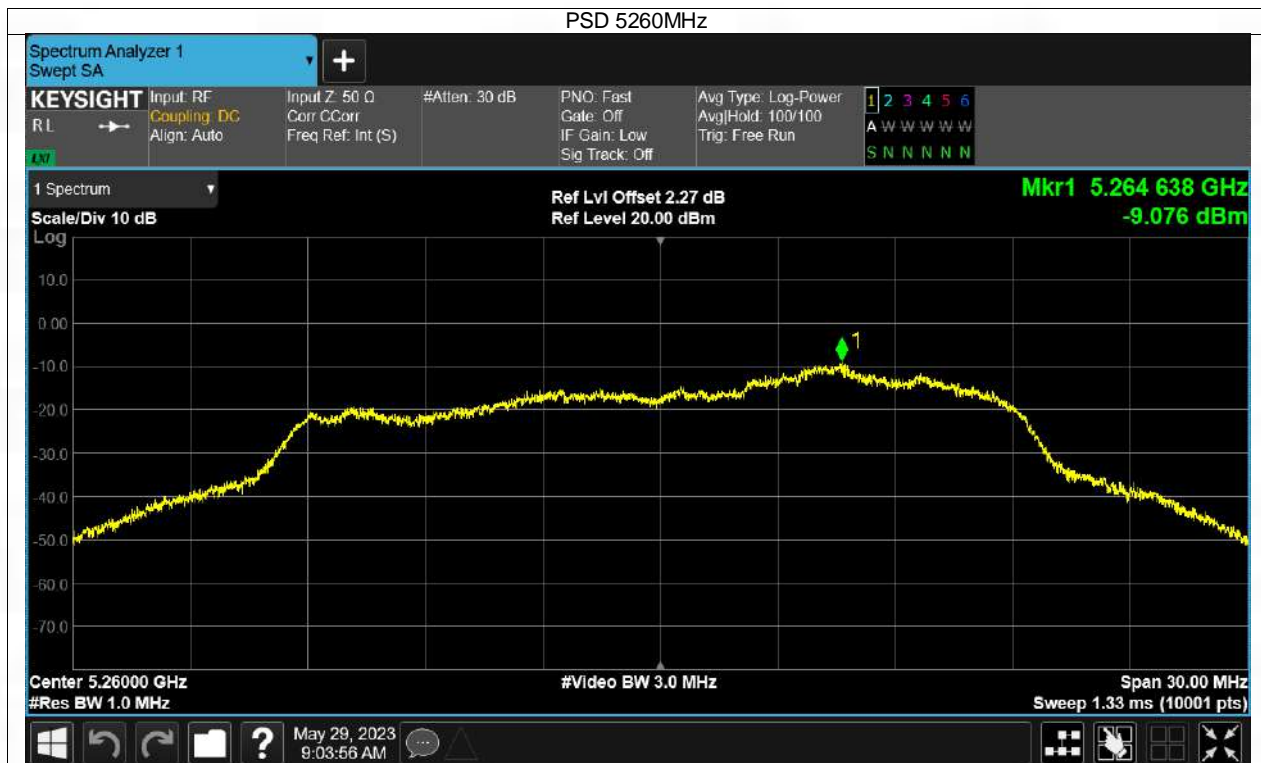 PSD 5260MHz
Spectrum Analyzer 1
Swept SA
KEYSIGHT
RL
LXI
Input: RF
Coupling: DC
Align: Auto
Input Z: 50 Ω
Corr CCorr
Freq Ref: Int (S)
#Atten: 30 dB
PNO: Fast
Gate: Off
IF Gain: Low
Sig Track: Off
Avg Type: Log-Power
Avg|Hold: 100/100
Trig: Free Run
1 2 3 4 5 6
A W W W W W
S N N N N N
1 Spectrum
Scale/Div 10 dB
Log
Ref Lvl Offset 2.27 dB
Ref Level 20.00 dBm
Mkr1 5.264 638 GHz
-9.076 dBm
10.0
0.00
-10.0
-20.0
-30.0
-40.0
-50.0
-60.0
-70.0
1
Center 5.26000 GHz
#Res BW 1.0 MHz
#Video BW 3.0 MHz
Span 30.00 MHz
Sweep 1.33 ms (10001 pts)
?
May 29, 2023
9:03:56 AM